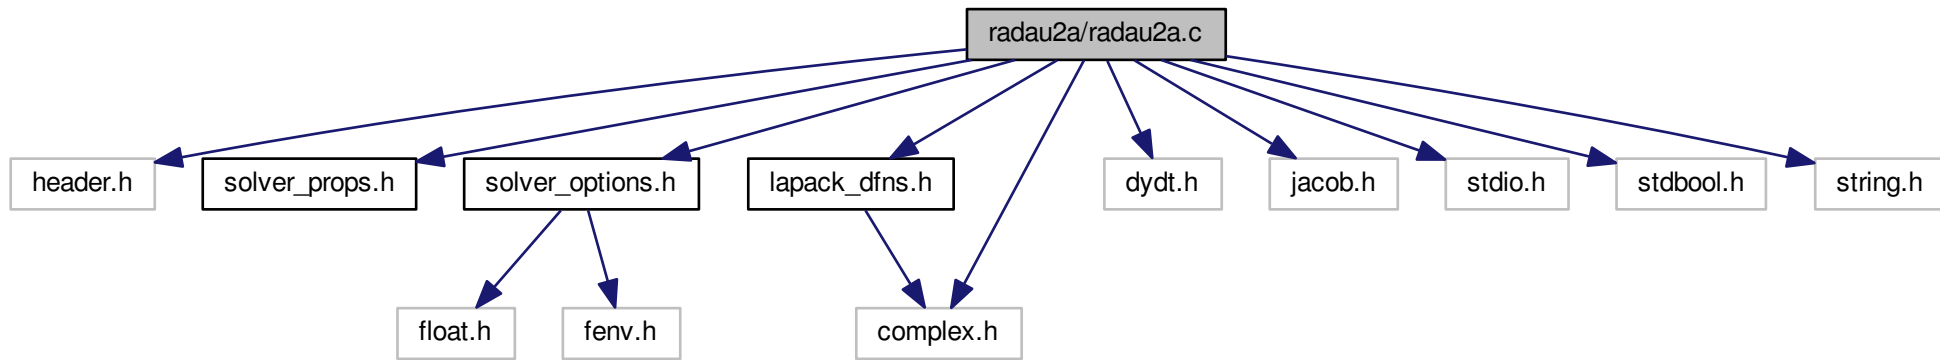 radau2a/radau2a.c
header.h
solver_props.h
solver_options.h
lapack_dfns.h
dydt.h
jacob.h
stdio.h
stdbool.h
string.h
float.h
fenv.h
complex.h